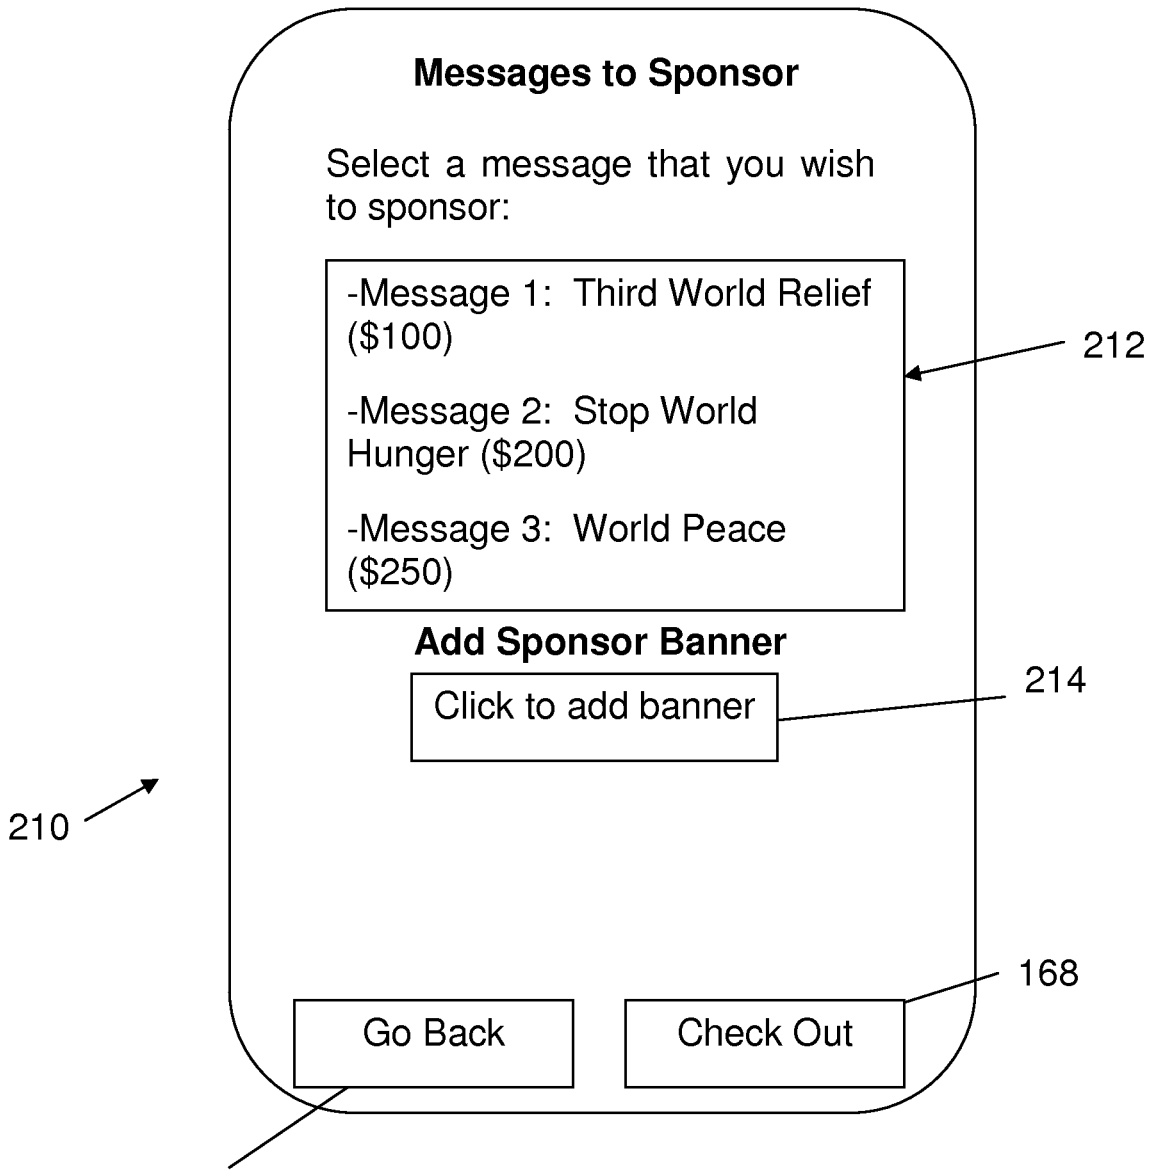 Messages to Sponsor
Select a message that you wish
to sponsor:
-Message 1: Third World Relief
($100)
212
-Message 2: Stop World
Hunger ($200)
-Message 3: World Peace
($250)
Add Sponsor Banner
Click to add banner
214
210
168
Go Back
Check Out